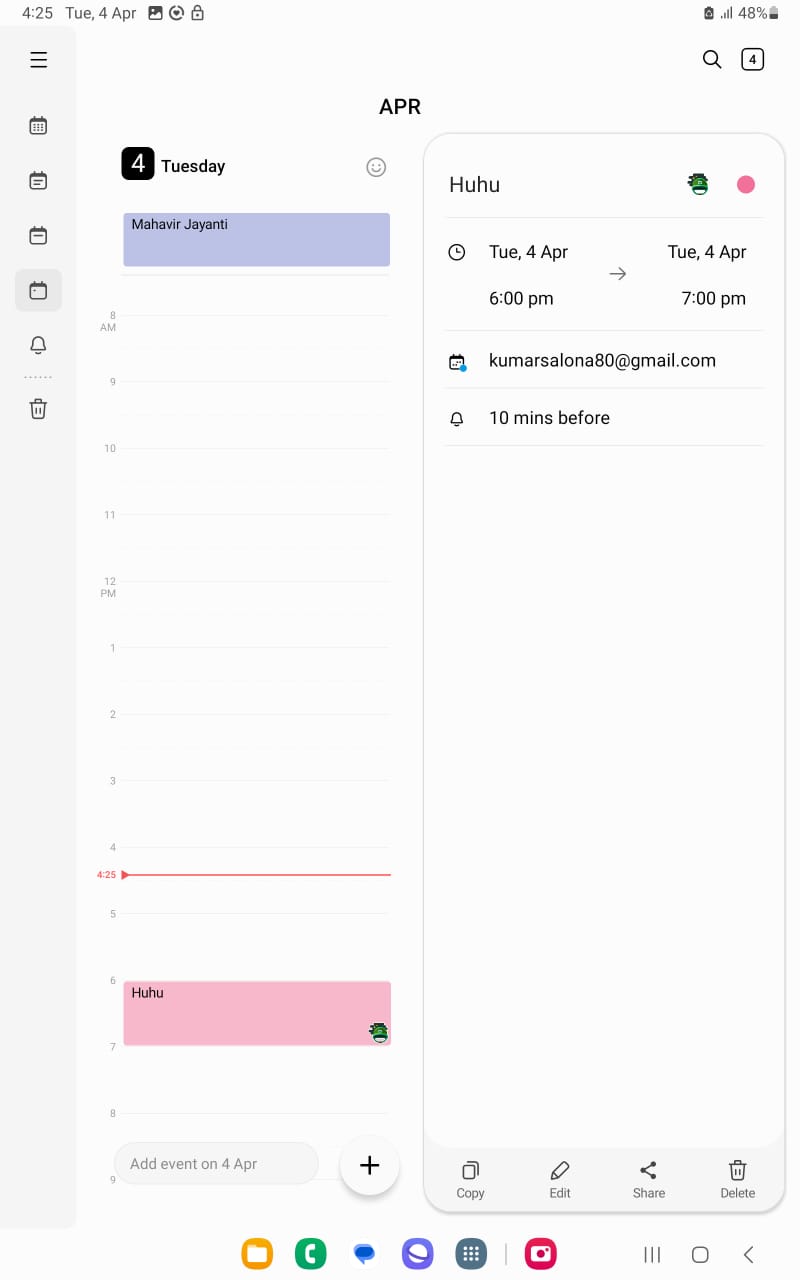 4:25 Tue, 4 Apr 48%
4
APR
4 Tuesday
Mahavir Jayanti
8
AM
9
10
11
12
PM
1
2
3
4
4:25
5
6
Huhu
7
8
Add event on 4 Apr
9
Huhu
Tue, 4 Apr Tue, 4 Apr
6:00 pm 7:00 pm
kumarsalona80@gmail.com
10 mins before
Copy Edit Share Delete